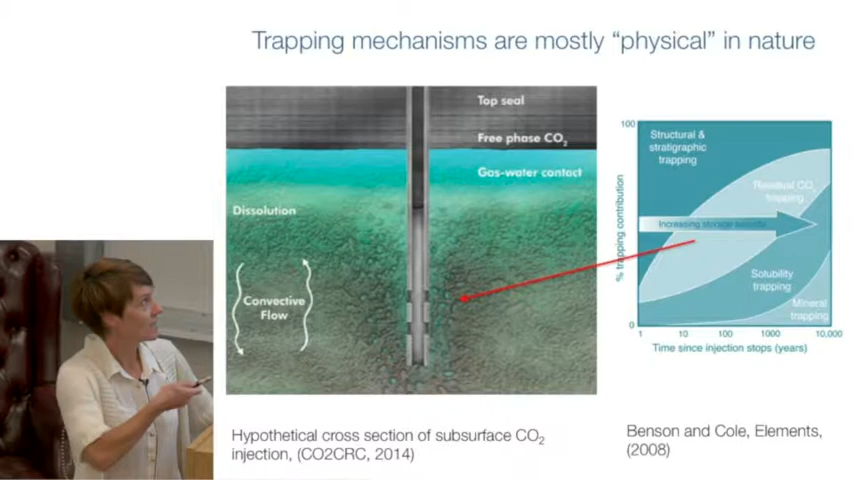 Trapping mechanisms are mostly “physical” in nature
Top seal
Free phase CO₂
Gas-water contact
Dissolution
Convective
Flow
100
Structural &
stratigraphic
trapping
Residual CO₂
trapping
Increasing storage security
Solubility
trapping
Mineral
trapping
% trapping contribution
0
1
10
100
1000
10,000
Time since injection stops (years)
Hypothetical cross section of subsurface CO₂
injection, (CO2CRC, 2014)
Benson and Cole, Elements,
(2008)